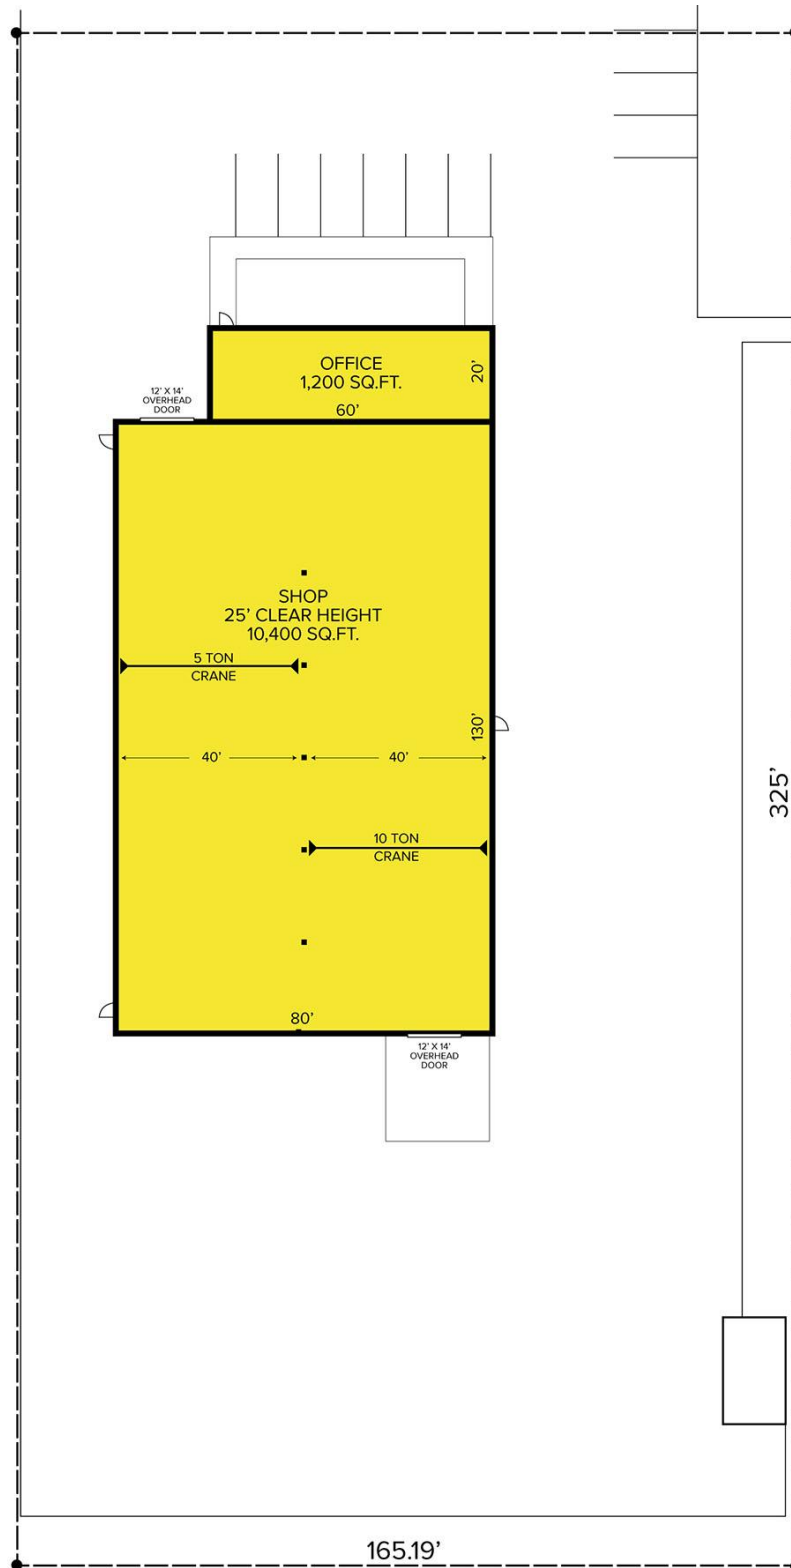 OFFICE
1,200 SQ.FT.
20'
60'
12' X 14'
OVERHEAD
DOOR
SHOP
25' CLEAR HEIGHT
10,400 SQ.FT.
5 TON
CRANE
130'
40'
40'
325'
10 TON
CRANE
80'
12' X 14'
OVERHEAD
DOOR
165.19'